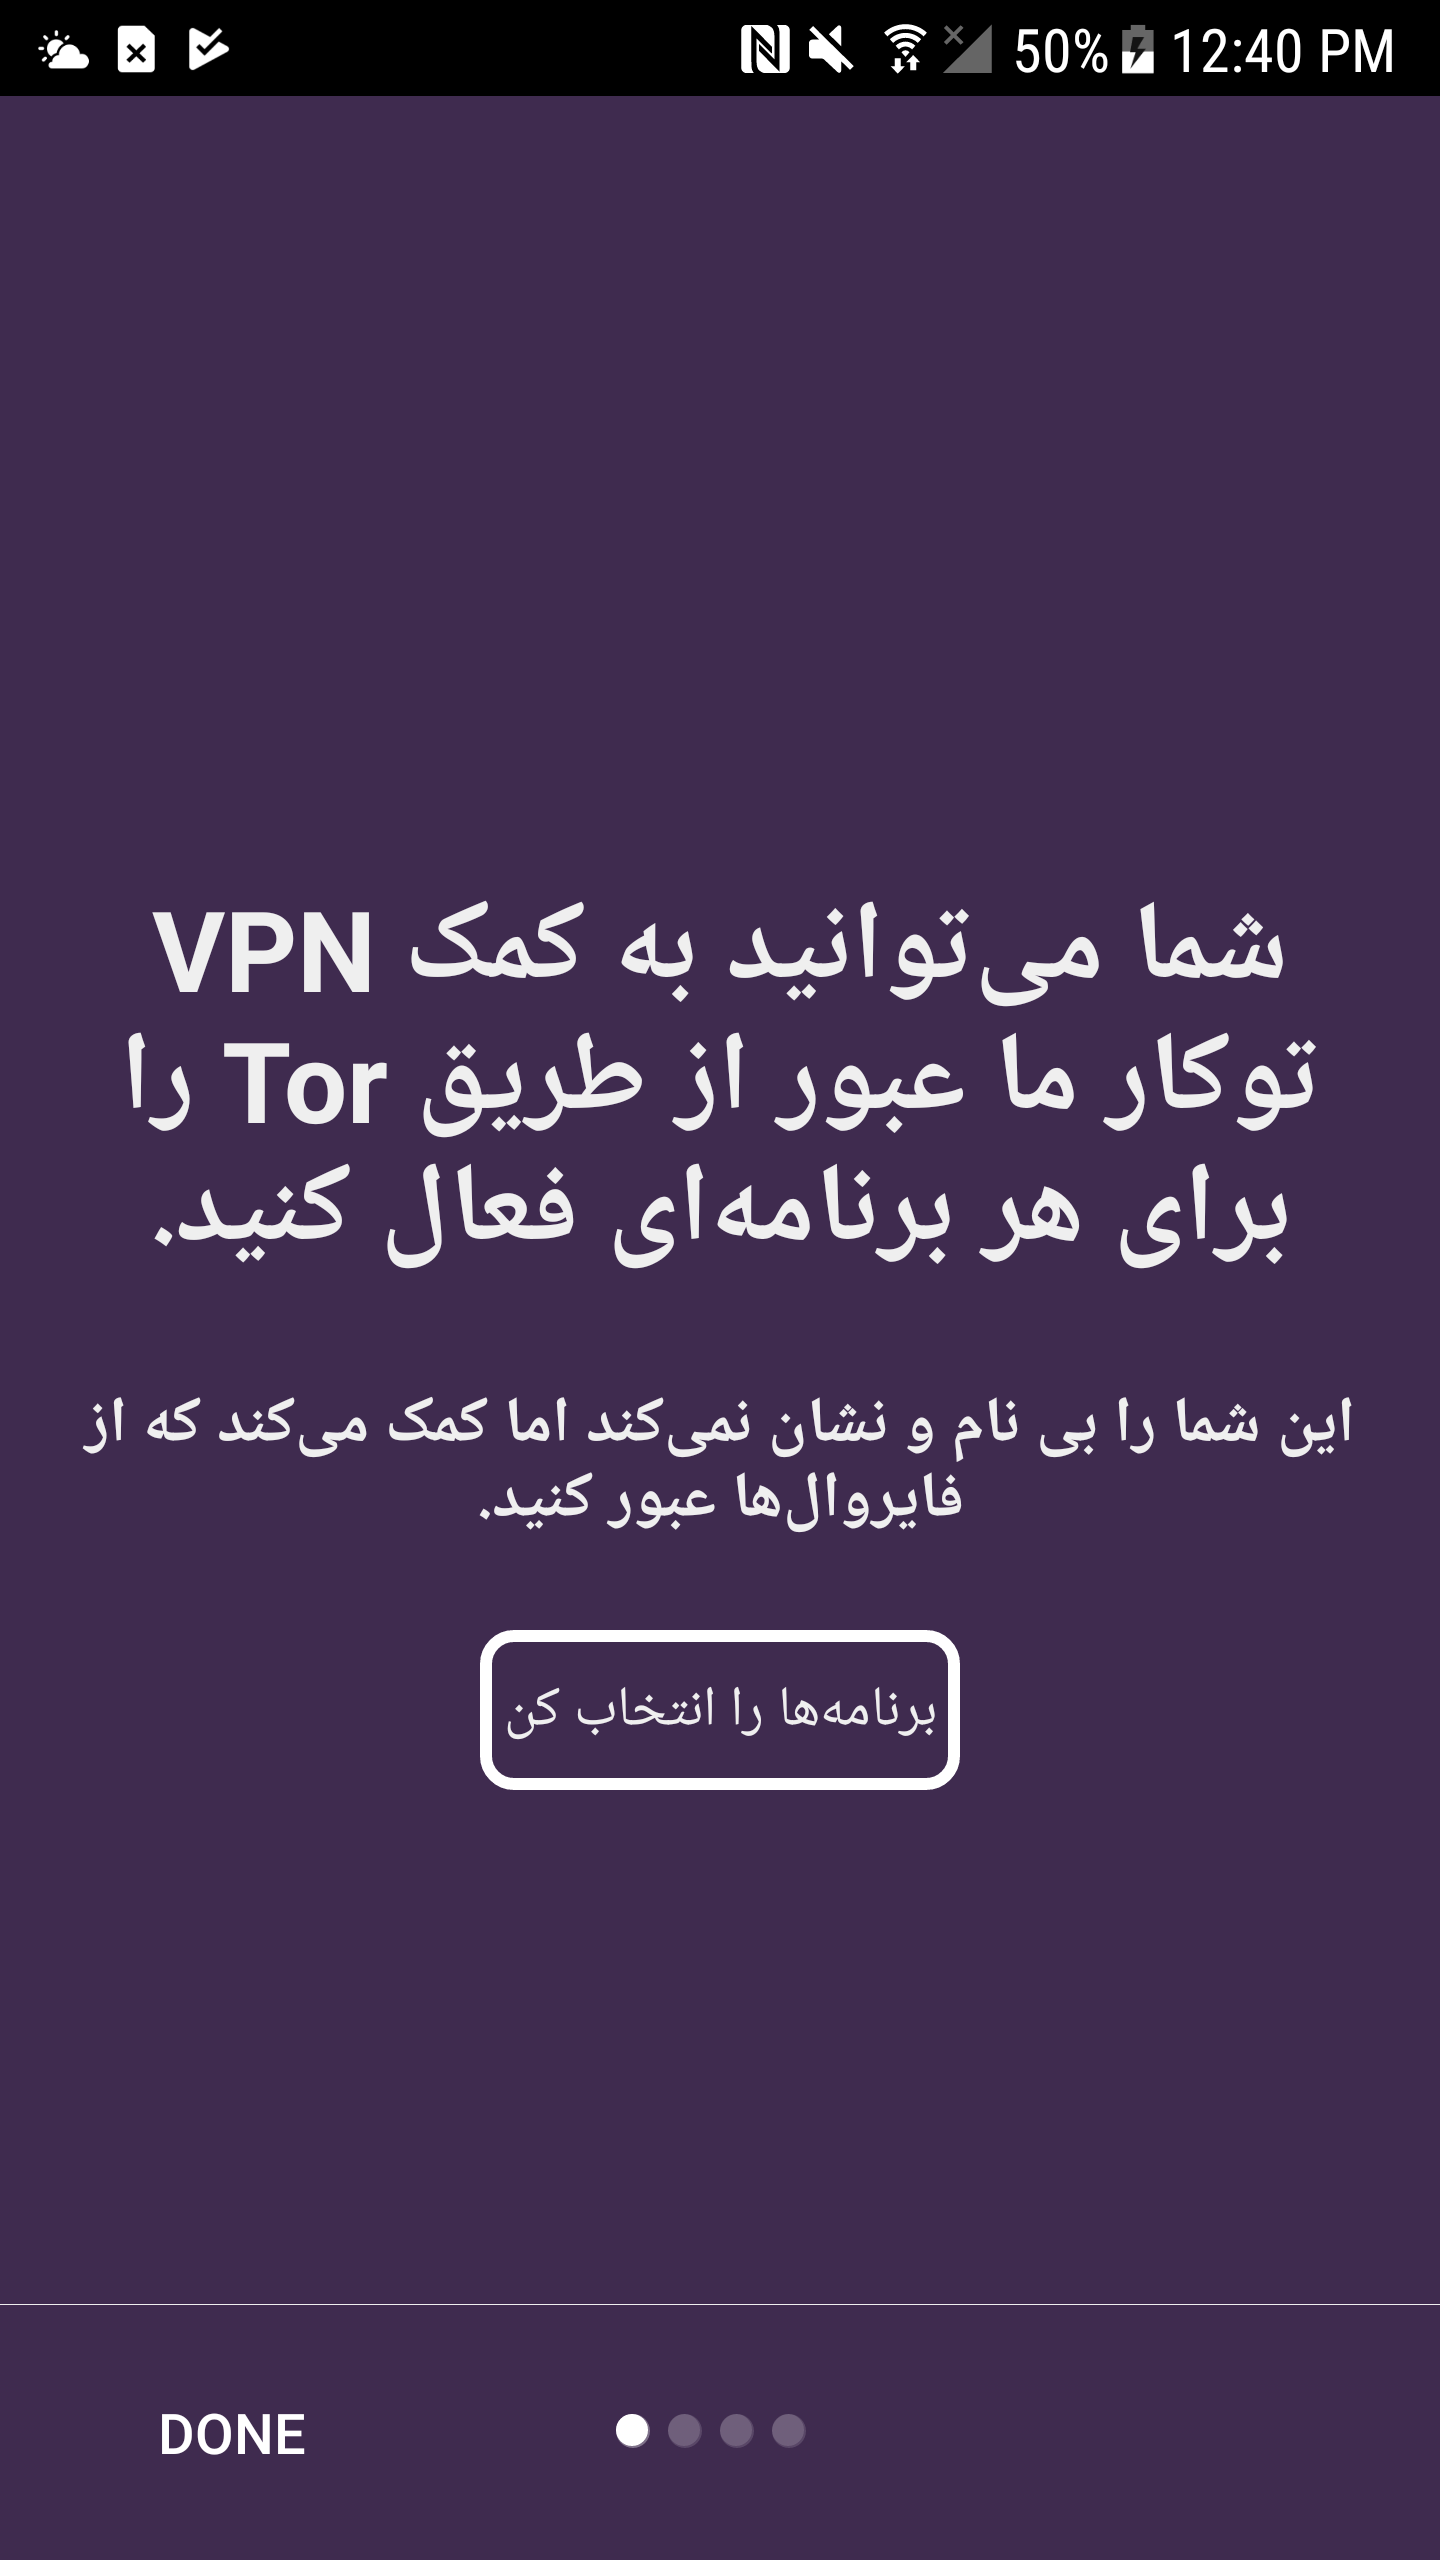 50% 12:40 PM
شما می‌توانید به کمک VPN
توکار ما عبور از طریق Tor را
برای هر برنامه‌ای فعال کنید.
این شما را بی نام و نشان نمی‌کند اما کمک می‌کند که از
فایروال‌ها عبور کنید.
برنامه‌ها را انتخاب کن
DONE